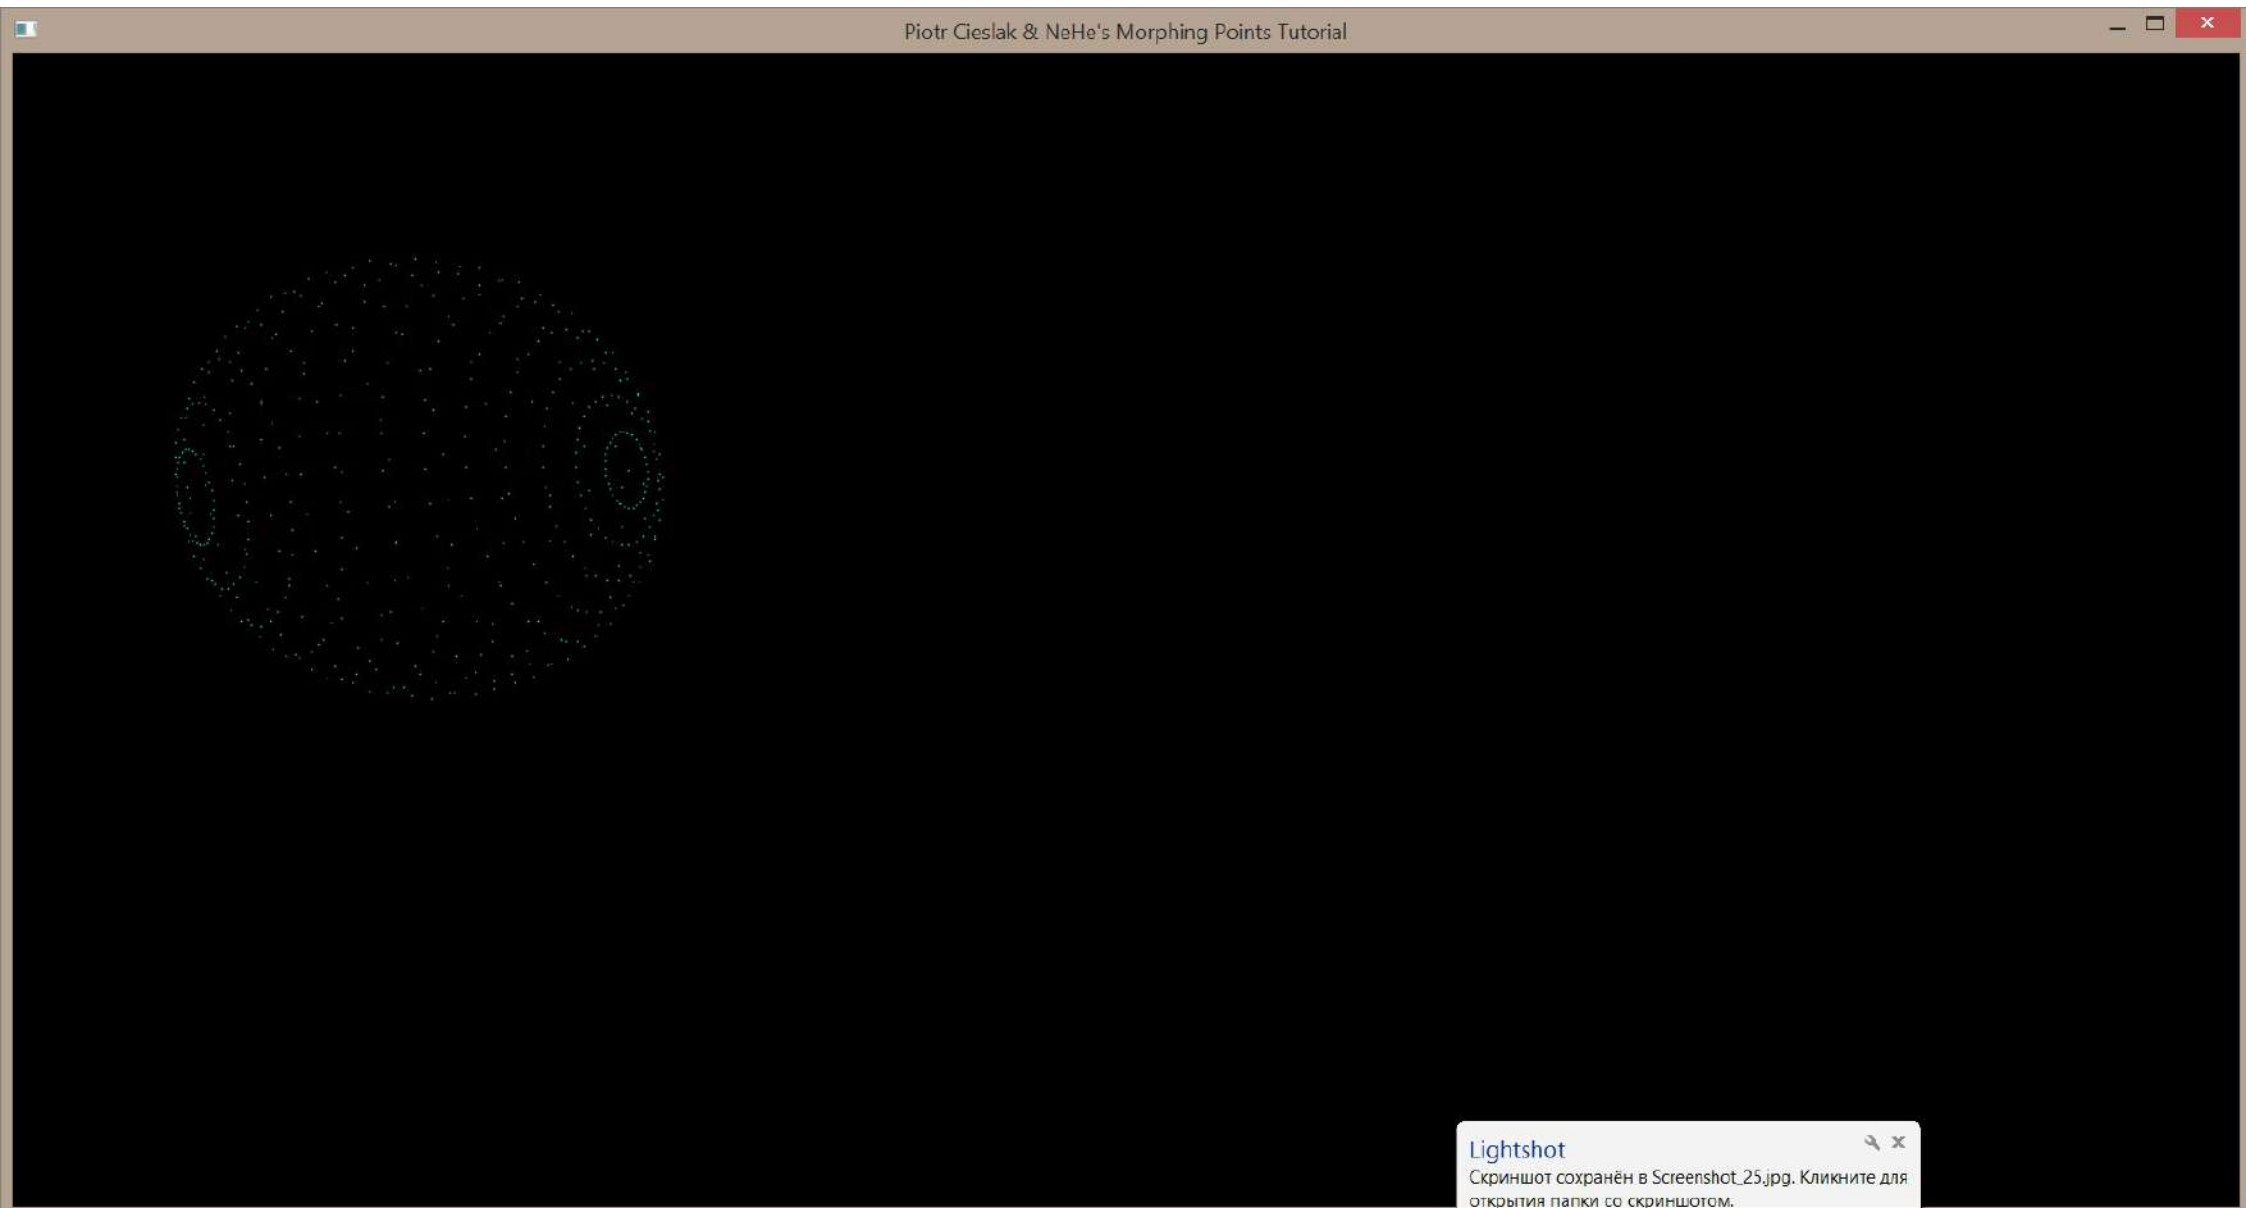 Piotr Cieslak & NeHe's Morphing Points Tutorial
Lightshot
Скриншот сохранён в Screenshot_25.jpg. Кликните для
открытия папки со скриншотом.